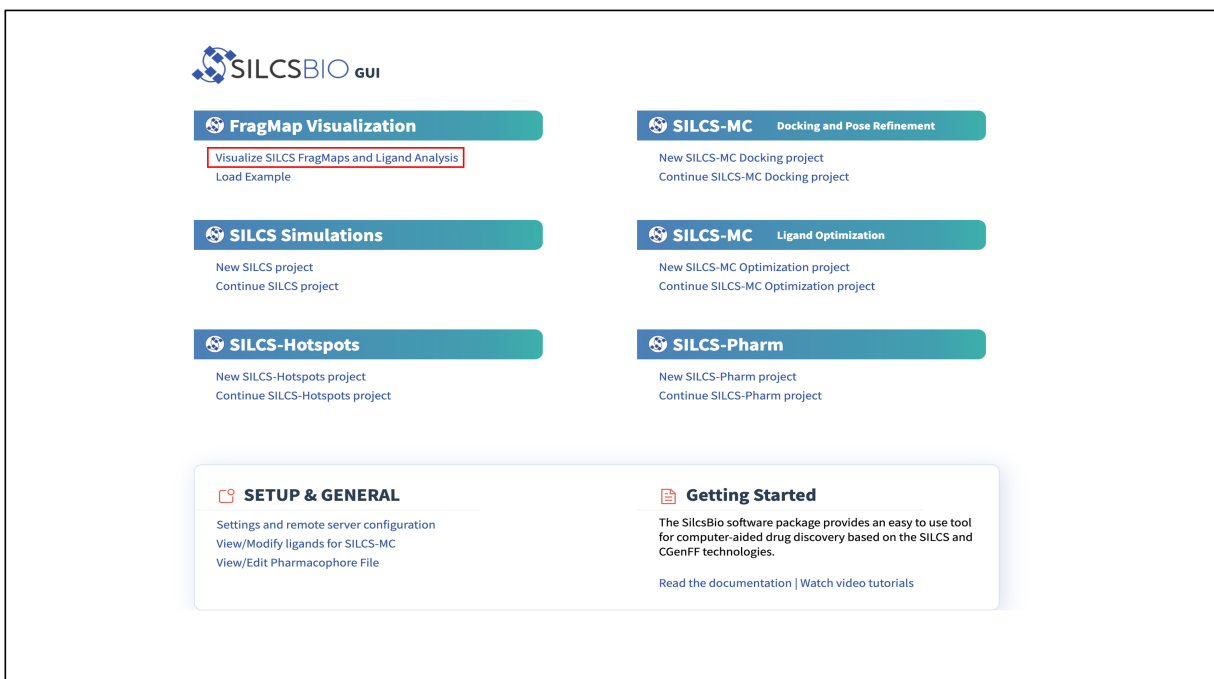 SILCSBIO GUI
FragMap Visualization
Visualize SILCS FragMaps and Ligand Analysis
Load Example
SILCS-MC Docking and Pose Refinement
New SILCS-MC Docking project
Continue SILCS-MC Docking project
SILCS Simulations
New SILCS project
Continue SILCS project
SILCS-MC Ligand Optimization
New SILCS-MC Optimization project
Continue SILCS-MC Optimization project
SILCS-Hotspots
New SILCS-Hotspots project
Continue SILCS-Hotspots project
SILCS-Pharm
New SILCS-Pharm project
Continue SILCS-Pharm project
SETUP & GENERAL
Settings and remote server configuration
View/Modify ligands for SILCS-MC
View/Edit Pharmacophore File
Getting Started
The SilcsBio software package provides an easy to use tool
for computer-aided drug discovery based on the SILCS and
CGenFF technologies.
Read the documentation | Watch video tutorials